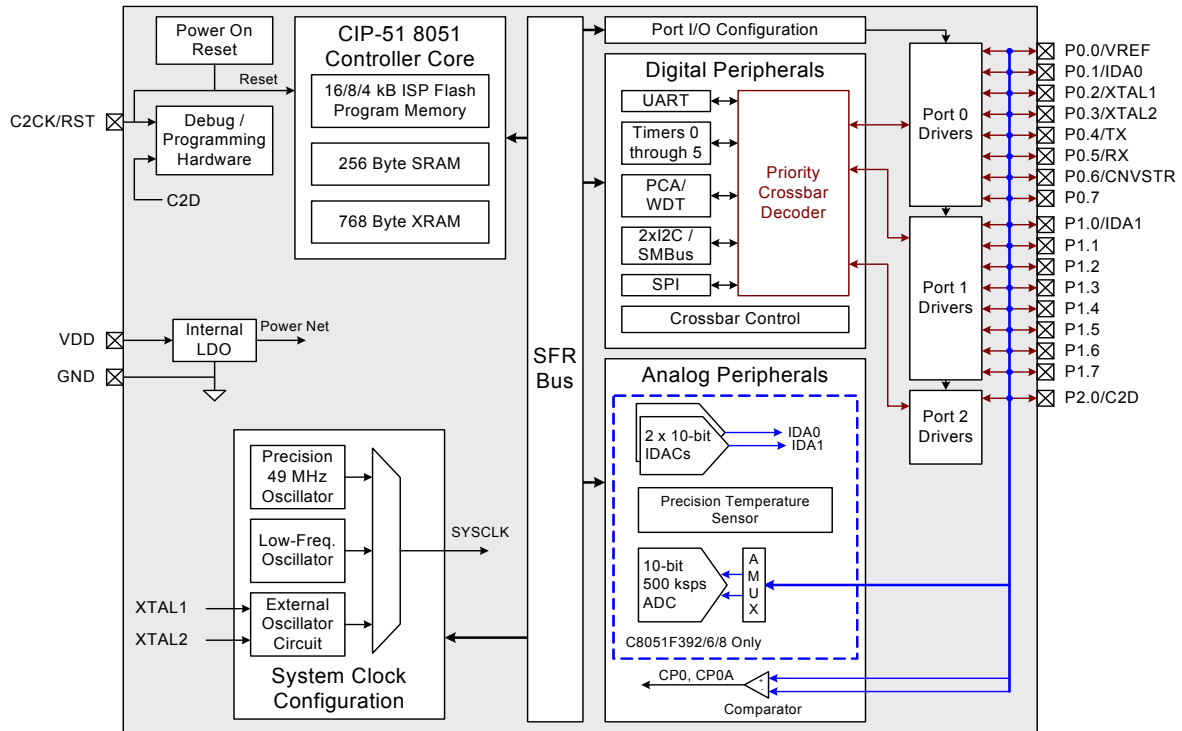 Power On
Reset
Reset
C2CK/RST
Debug /
Programming
Hardware
C2D
CIP-51 8051
Controller Core
16/8/4 kB ISP Flash
Program Memory
256 Byte SRAM
768 Byte XRAM
VDD
Internal
LDO
Power Net
GND
Precision
49 MHz
Oscillator
Low-Freq.
Oscillator
SYSCLK
XTAL1
XTAL2
External
Oscillator
Circuit
System Clock
Configuration
SFR
Bus
Port I/O Configuration
Digital Peripherals
UART
Timers 0
through 5
PCA/
WDT
2xI2C /
SMBus
SPI
Priority
Crossbar
Decoder
Crossbar Control
Analog Peripherals
2 x 10-bit
IDACs
IDA0
IDA1
Precision Temperature
Sensor
10-bit
500 ksps
ADC
A
M
U
X
C8051F392/6/8 Only
CP0, CP0A
+
-
Comparator
Port 0
Drivers
Port 1
Drivers
Port 2
Drivers
P0.0/VREF
P0.1/IDA0
P0.2/XTAL1
P0.3/XTAL2
P0.4/TX
P0.5/RX
P0.6/CNVSTR
P0.7
P1.0/IDA1
P1.1
P1.2
P1.3
P1.4
P1.5
P1.6
P1.7
P2.0/C2D